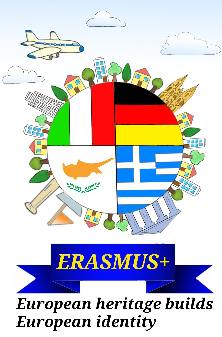 ERASMUS+
European heritage builds
European identity